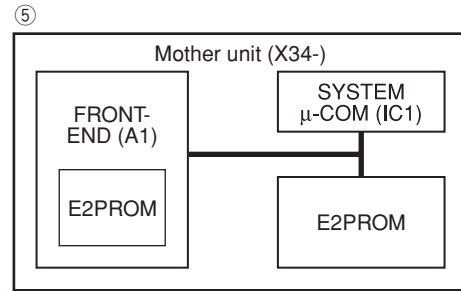 ⑤
Mother unit (X34-)
FRONT-
END (A1)
E2PROM
SYSTEM
μ-COM (IC1)
E2PROM